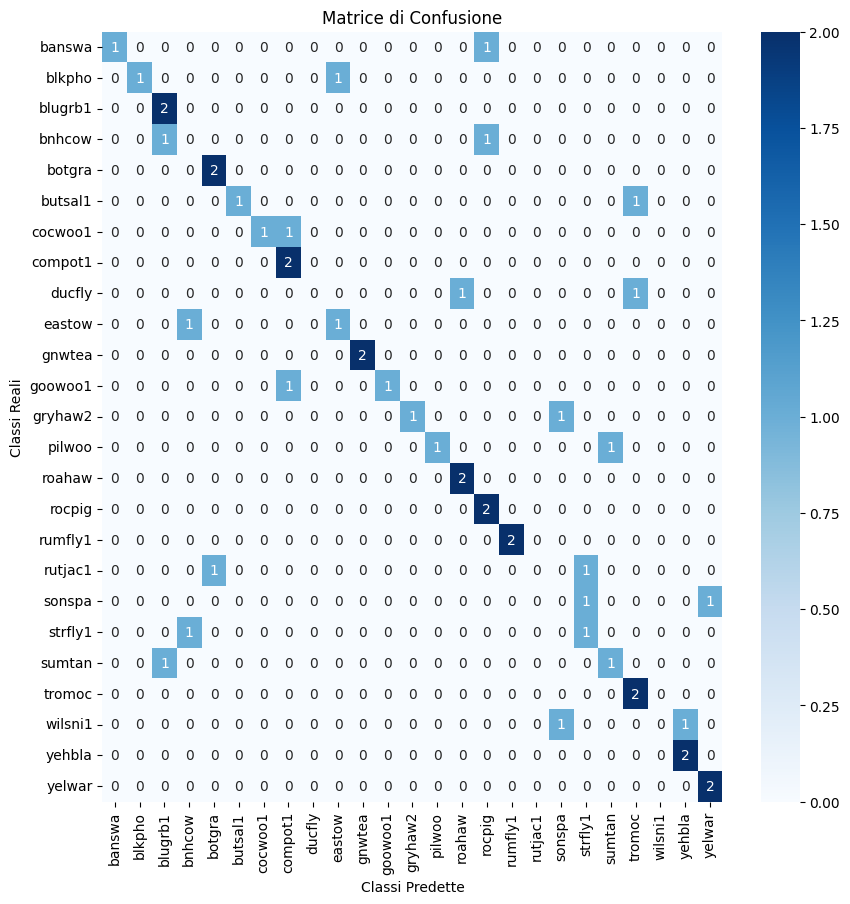 Matrice di Confusione
banswa 1 0 0 0 0 0 0 0 0 0 0 0 0 0 0 1 0 0 0 0 0 0 0 0 0
blkpho 0 1 0 0 0 0 0 0 0 1 0 0 0 0 0 0 0 0 0 0 0 0 0 0 0
blugrb1 0 0 2 0 0 0 0 0 0 0 0 0 0 0 0 0 0 0 0 0 0 0 0 0 0
bnhcow 0 0 1 0 0 0 0 0 0 0 0 0 0 0 0 1 0 0 0 0 0 0 0 0 0
botgra 0 0 0 0 2 0 0 0 0 0 0 0 0 0 0 0 0 0 0 0 0 0 0 0 0
butsal1 0 0 0 0 0 1 0 0 0 0 0 0 0 0 0 0 0 0 0 0 0 1 0 0 0
cocwoo1 0 0 0 0 0 0 1 1 0 0 0 0 0 0 0 0 0 0 0 0 0 0 0 0 0
compot1 0 0 0 0 0 0 0 2 0 0 0 0 0 0 0 0 0 0 0 0 0 0 0 0 0
ducfly 0 0 0 0 0 0 0 0 0 0 0 0 0 0 1 0 0 0 0 0 0 1 0 0 0
eastow 0 0 0 1 0 0 0 0 0 1 0 0 0 0 0 0 0 0 0 0 0 0 0 0 0
gnwtea 0 0 0 0 0 0 0 0 0 0 2 0 0 0 0 0 0 0 0 0 0 0 0 0 0
goowoo1 0 0 0 0 0 0 0 1 0 0 0 1 0 0 0 0 0 0 0 0 0 0 0 0 0
gryhaw2 0 0 0 0 0 0 0 0 0 0 0 0 1 0 0 0 0 0 1 0 0 0 0 0 0
pilwoo 0 0 0 0 0 0 0 0 0 0 0 0 0 1 0 0 0 0 0 0 1 0 0 0 0
roahaw 0 0 0 0 0 0 0 0 0 0 0 0 0 0 2 0 0 0 0 0 0 0 0 0 0
rocpig 0 0 0 0 0 0 0 0 0 0 0 0 0 0 0 2 0 0 0 0 0 0 0 0 0
rumfly1 0 0 0 0 0 0 0 0 0 0 0 0 0 0 0 0 2 0 0 0 0 0 0 0 0
rutjac1 0 0 0 0 1 0 0 0 0 0 0 0 0 0 0 0 0 0 0 1 0 0 0 0 0
sonspa 0 0 0 0 0 0 0 0 0 0 0 0 0 0 0 0 0 0 0 1 0 0 0 0 1
strfly1 0 0 0 1 0 0 0 0 0 0 0 0 0 0 0 0 0 0 0 1 0 0 0 0 0
sumtan 0 0 1 0 0 0 0 0 0 0 0 0 0 0 0 0 0 0 0 0 1 0 0 0 0
tromoc 0 0 0 0 0 0 0 0 0 0 0 0 0 0 0 0 0 0 0 0 0 2 0 0 0
wilsni1 0 0 0 0 0 0 0 0 0 0 0 0 0 0 0 0 0 0 1 0 0 0 0 1 0
yehbla 0 0 0 0 0 0 0 0 0 0 0 0 0 0 0 0 0 0 0 0 0 0 0 2 0
yelwar 0 0 0 0 0 0 0 0 0 0 0 0 0 0 0 0 0 0 0 0 0 0 0 0 2
banswa blkpho blugrb1 bnhcow botgra butsal1 cocwoo1 compot1 ducfly eastow gnwtea goowoo1 gryhaw2 pilwoo roahaw rocpig rumfly1 rutjac1 sonspa strfly1 sumtan tromoc wilsni1 yehbla yelwar
Classi Predette
Classi Reali
2.00
1.75
1.50
1.25
1.00
0.75
0.50
0.25
0.00